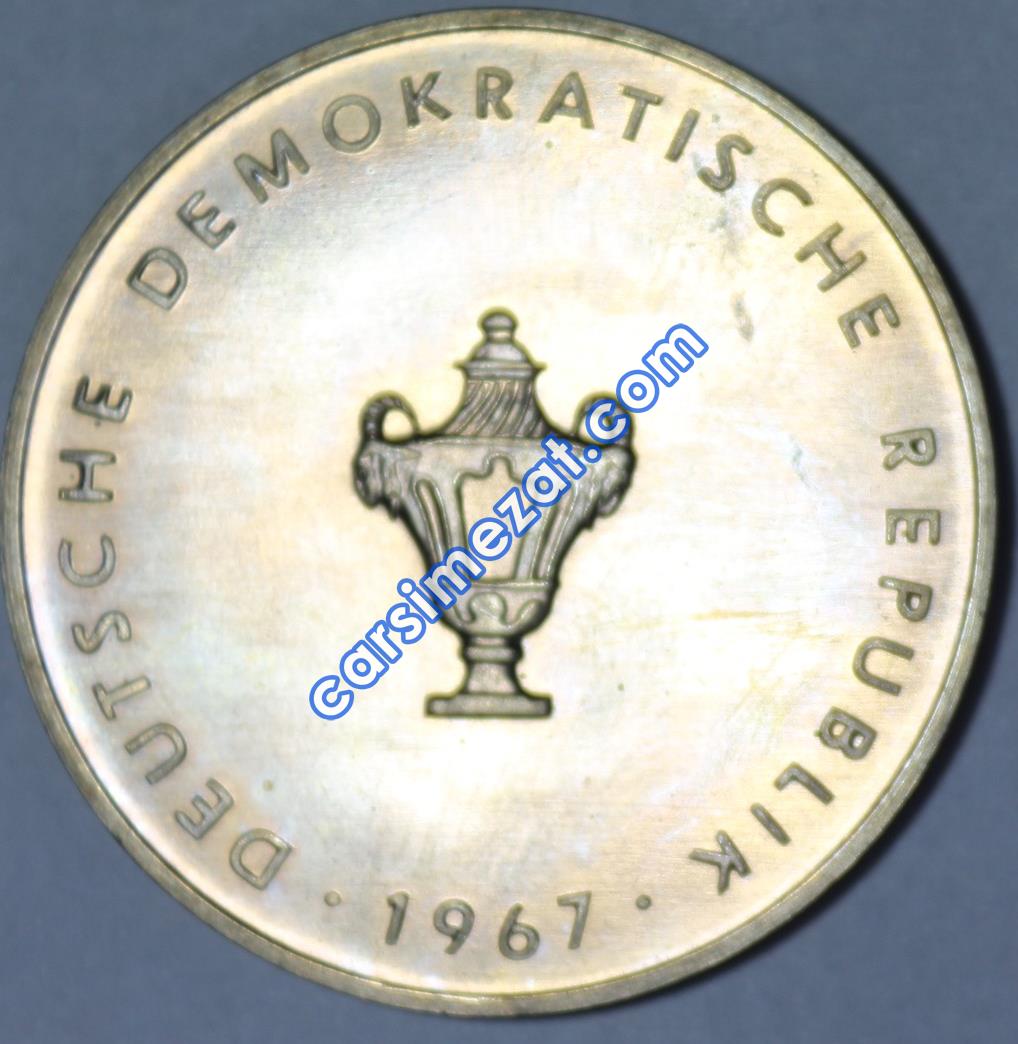 DEUTSCHE DEMOKRATISCHE REPUBLIK
· 1967 ·
carsimezat.com